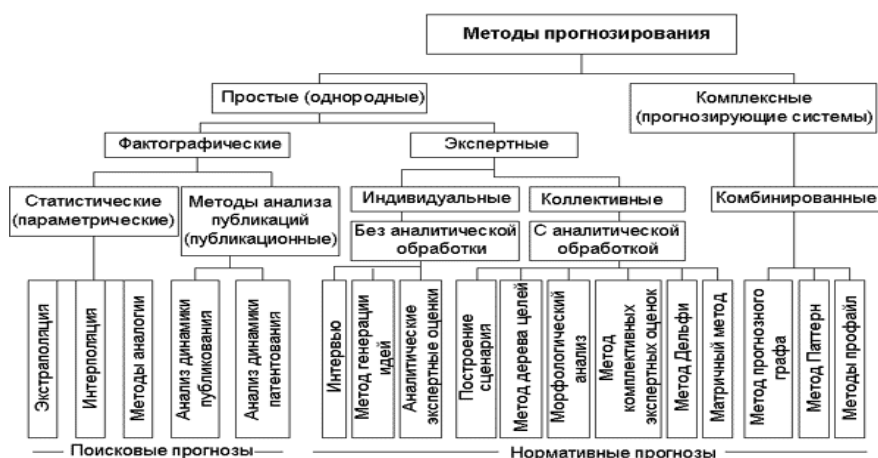 Методы прогнозирования
Простые (однородные)
Комплексные
(прогнозирующие системы)
Фактографические
Экспертные
Статистические
(параметрические)
Методы анализа
публикаций
(публикационные)
Индивидуальные
Коллективные
Комбинированные
Без аналитической
обработки
С аналитической
обработкой
Экстраполяция
Интерполяция
Методы аналогии
Анализ динамики
публикования
Анализ динамики
патентования
Интервью
Метод генерации
идей
Аналитические
экспертные оценки
Построение
сценария
Метод дерева целей
Морфологический
анализ
Метод
комплективных
экспертных оценок
Метод Дельфи
Матричный метод
Метод прогнозного
графа
Метод Паттерн
Методы профайл
Поисковые прогнозы
Нормативные прогнозы